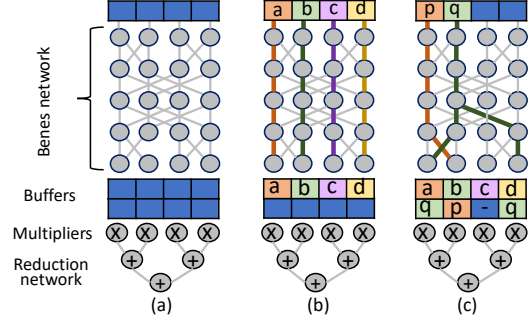 a b c d p q
Benes network
Buffers
a b c d a b c d
q p - q
Multipliers
X X X X X X X X X X X X
Reduction
network
+ + + + + +
+ + +
(a) (b) (c)